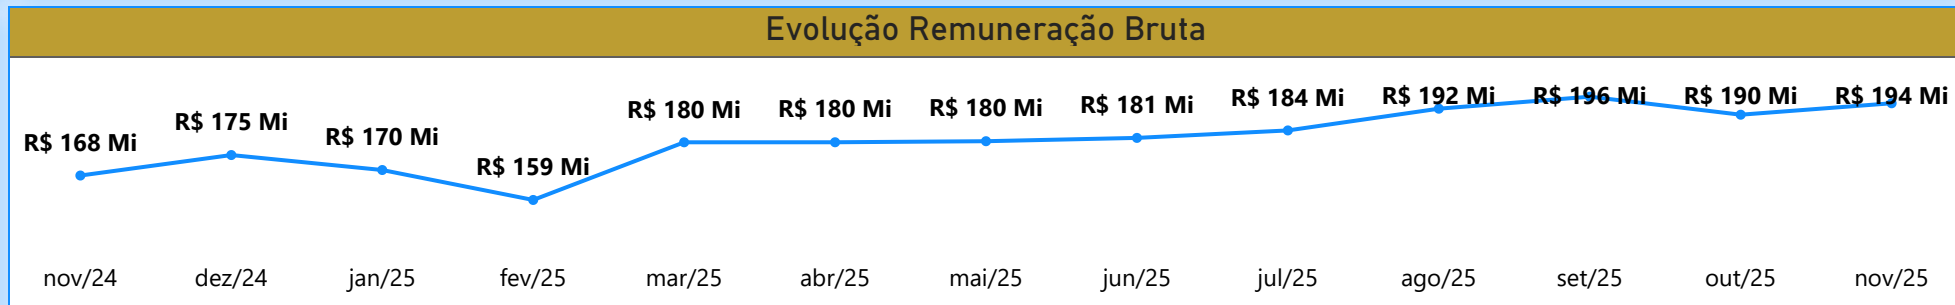 Evolução Remuneração Bruta
R$ 168 Mi
R$ 175 Mi
R$ 170 Mi
R$ 159 Mi
R$ 180 Mi
R$ 180 Mi
R$ 180 Mi
R$ 181 Mi
R$ 184 Mi
R$ 192 Mi
R$ 196 Mi
R$ 190 Mi
R$ 194 Mi
nov/24 dez/24 jan/25 fev/25 mar/25 abr/25 mai/25 jun/25 jul/25 ago/25 set/25 out/25 nov/25